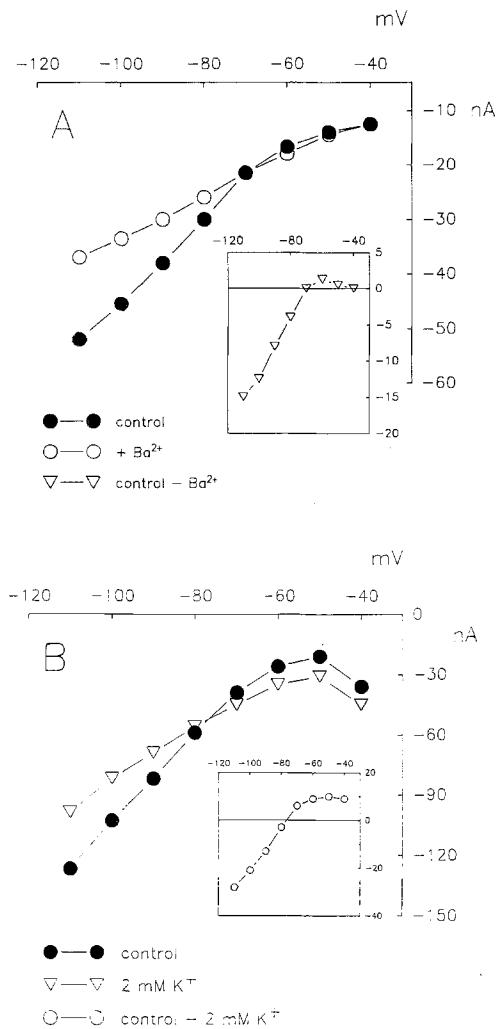 mV
−120 −100 −80 −60 −40
A
−10 nA
−20
−30
−40
−50
−60
−120 −80 −40
5
0
−5
−10
−15
−20
control
+ Ba²⁺
control − Ba²⁺
mV
−120 −100 −80 −60 −40
0
nA
B
−30
−60
−90
−120
−150
−120 −100 −80 −60 −40
20
0
−20
−40
control
2 mM K⁺
control − 2 mM K⁺